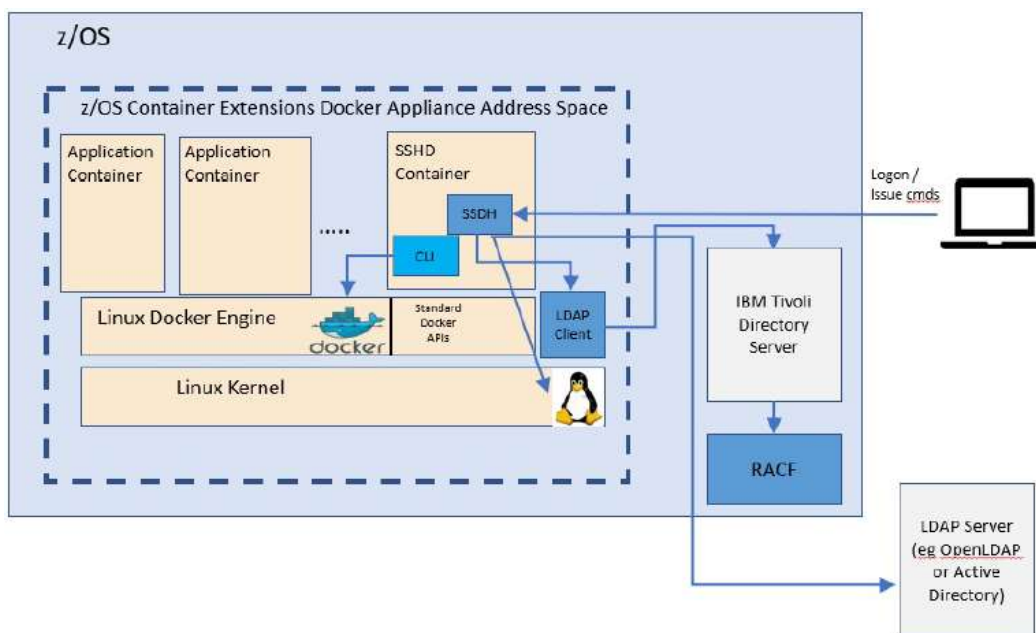 z/OS
z/OS Container Extensions Docker Appliance Address Space
Application
Container
Application
Container
.....
SSHD
Container
SSDH
CLI
Logon /
Issue cmds
Linux Docker Engine
docker
Standard
Docker
APIs
LDAP
Client
IBM Tivoli
Directory
Server
Linux Kernel
RACF
LDAP Server
(eg OpenLDAP
or Active
Directory)